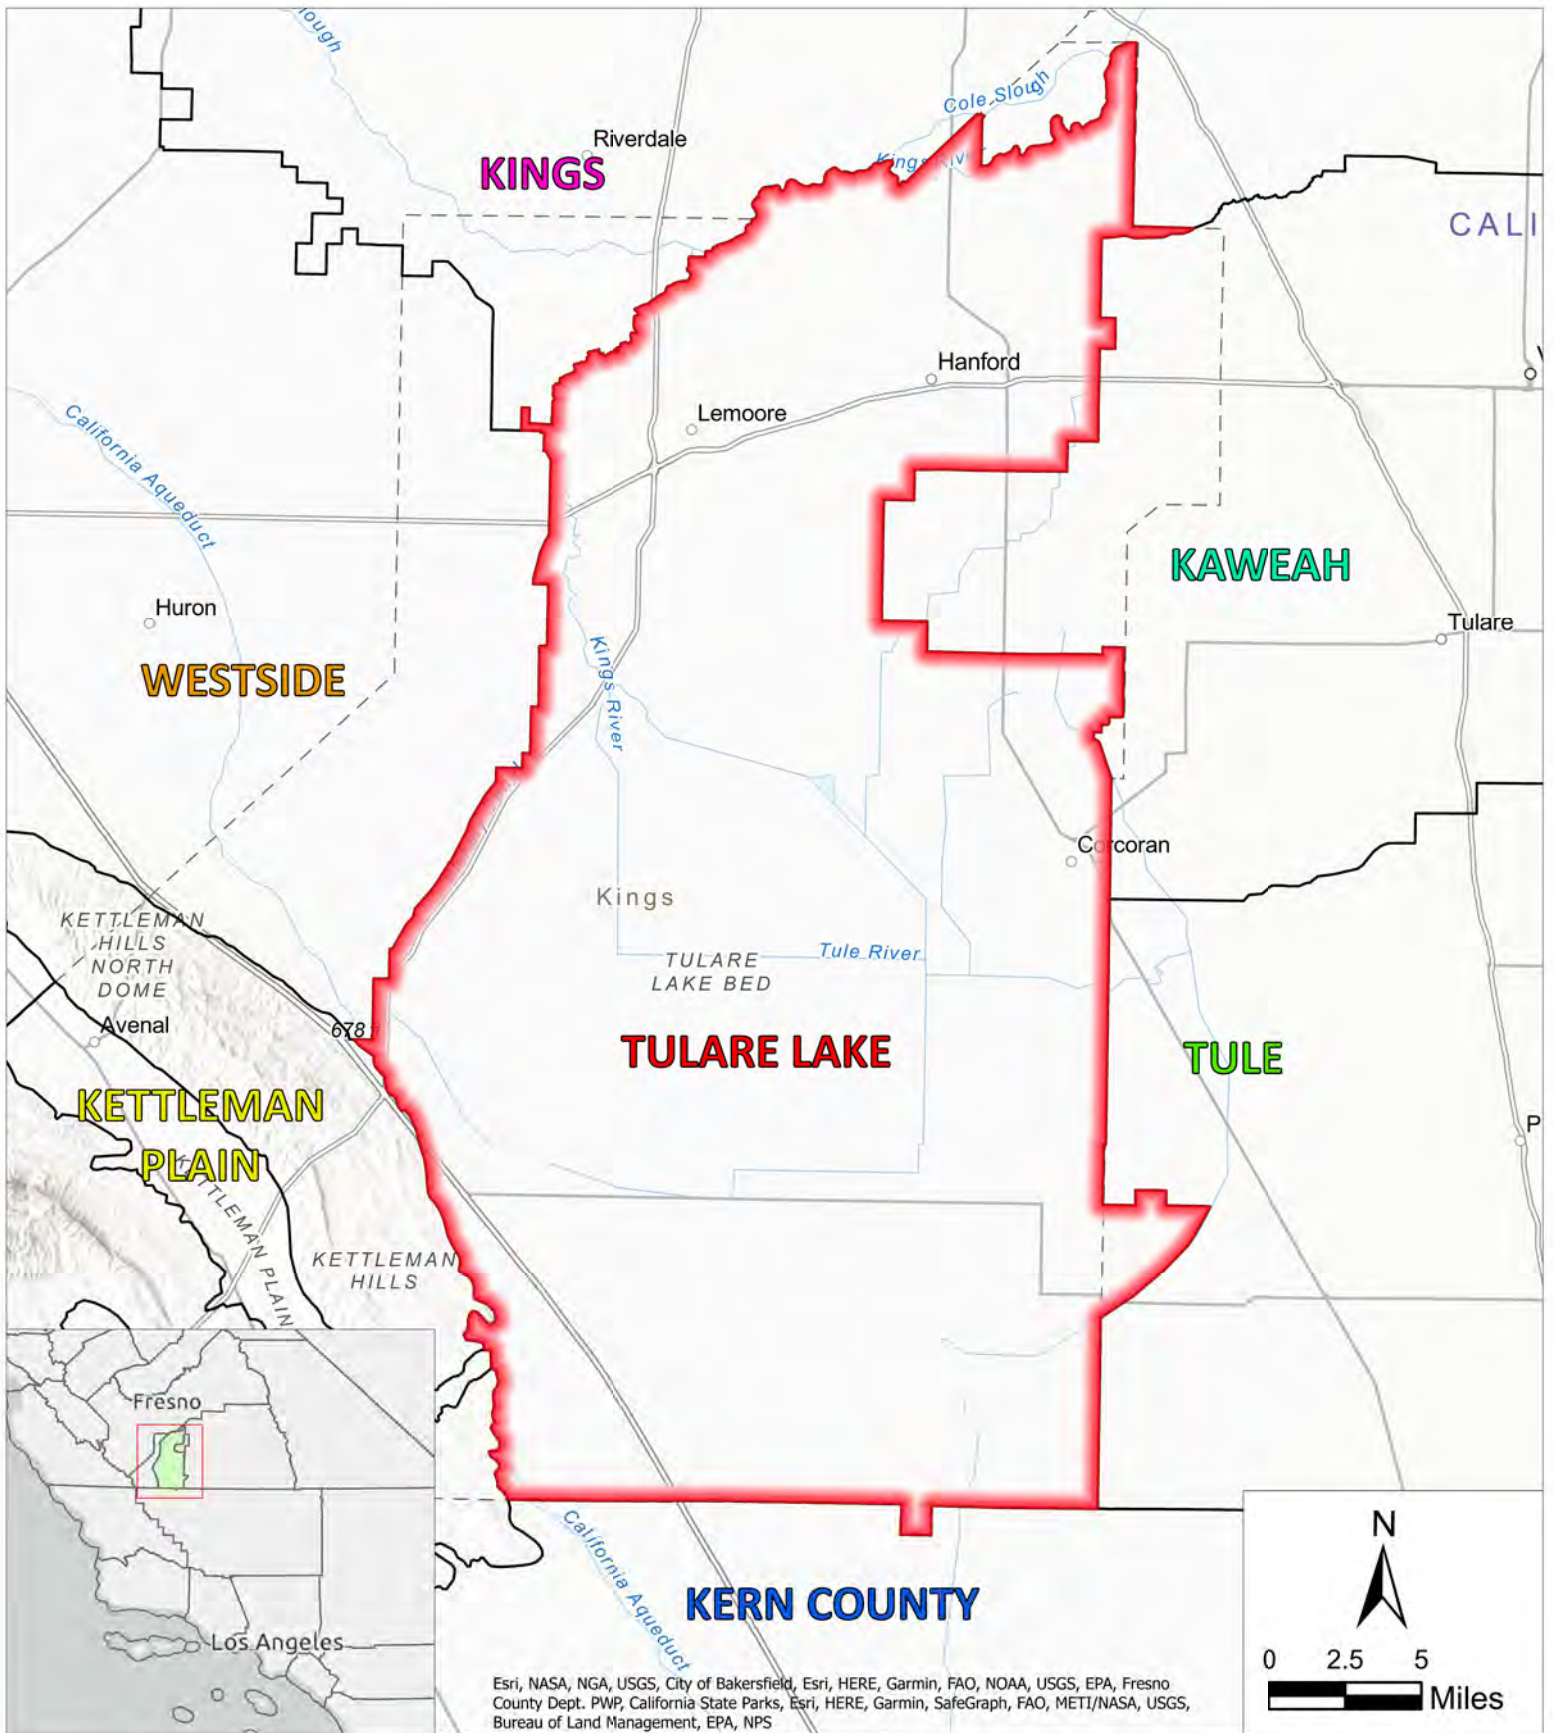 lough
Cole Slough
Riverdale
KINGS
Kings River
CALI
Hanford
Lemoore
California Aqueduct
KAWEAH
Huron
Tulare
Kings River
WESTSIDE
Corcoran
Kings
KETTLEMAN
HILLS
NORTH
DOME
Tule River
TULARE
LAKE BED
Avenal
678
TULARE LAKE
TULE
KETTLEMAN
PLAIN
P
KETTLEMAN PLAIN
KETTLEMAN
HILLS
Fresno
Los Angeles
California Aqueduct
KERN COUNTY
N
0 2.5 5
Miles
Esri, NASA, NGA, USGS, City of Bakersfield, Esri, HERE, Garmin, FAO, NOAA, USGS, EPA, Fresno
County Dept. PWP, California State Parks, Esri, HERE, Garmin, SafeGraph, FAO, METI/NASA, USGS,
Bureau of Land Management, EPA, NPS